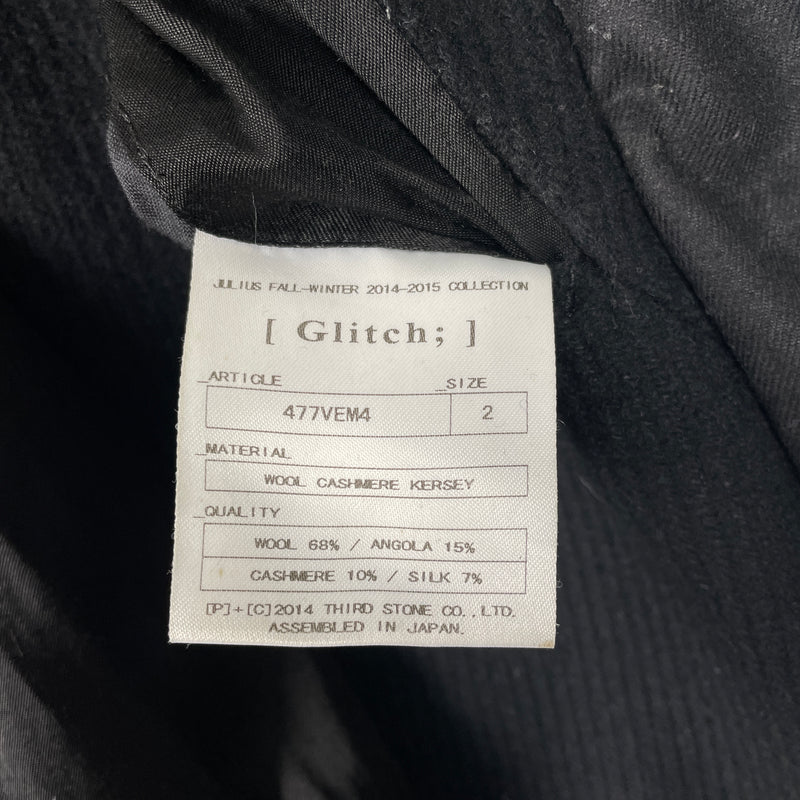 JULIUS FALL-WINTER 2014-2015 COLLECTION
[ Glitch; ]
_ARTICLE _SIZE
477VEM4 2
_MATERIAL
WOOL CASHMERE KERSEY
_QUALITY
WOOL 68% / ANGOLA 15%
CASHMERE 10% / SILK 7%
[P]+[C]2014 THIRD STONE CO.,LTD.
ASSEMBLED IN JAPAN.